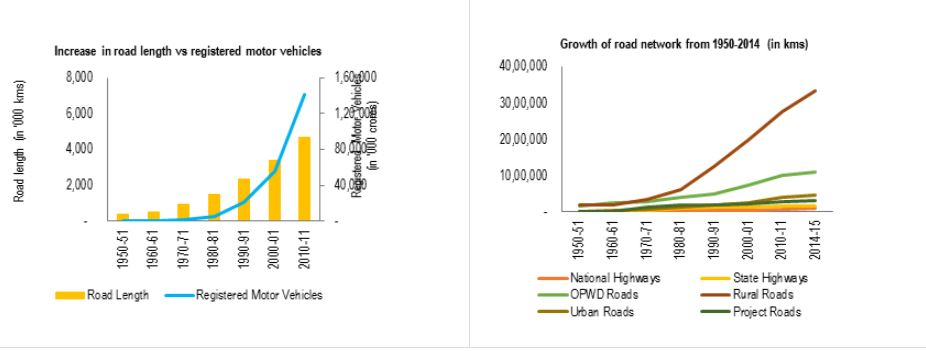 Increase in road length vs registered motor vehicles
Road length (in '000 kms)
8,000
6,000
4,000
2,000
-
1,60,000
1,20,000
80,000
40,000
-
Registered Motor Vehicles
(in '000 crores)
1950-51
1960-61
1970-71
1980-81
1990-91
2000-01
2010-11
Road Length
Registered Motor Vehicles
Growth of road network from 1950-2014 (in kms)
40,00,000
30,00,000
20,00,000
10,00,000
-
1950-51
1960-61
1970-71
1980-81
1990-91
2000-01
2010-11
2014-15
National Highways
State Highways
OPWD Roads
Rural Roads
Urban Roads
Project Roads